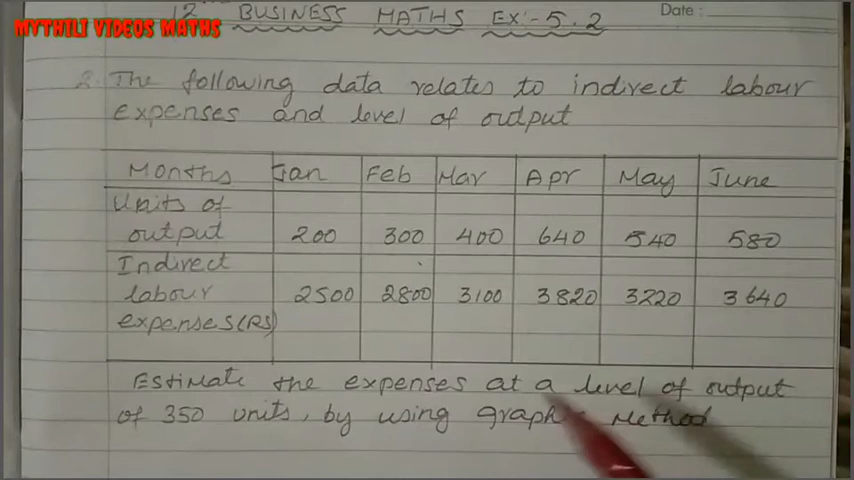 12 BUSINESS MATHS EX:-5.2
Date :
MYTHILI VIDEOS MATHS
2. The following data relates to indirect labour
expenses and level of output
Months Jan Feb Mar Apr May June
Units of
output 200 300 400 640 540 580
Indirect
labour 2500 2800 3100 3820 3220 3640
expenses(RS)
Estimate the expenses at a level of output
of 350 units, by using graph Method